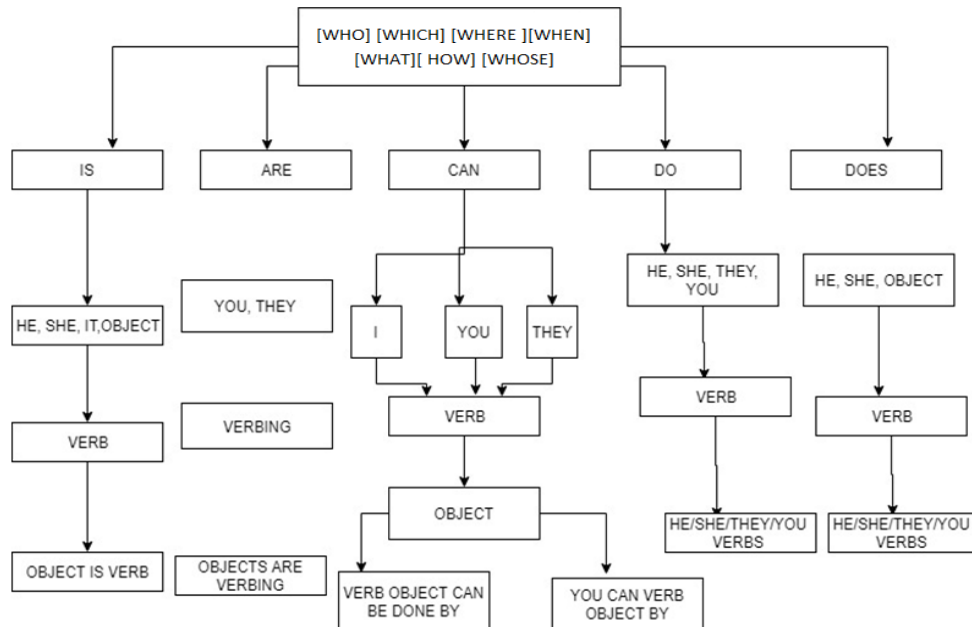 [WHO] [WHICH] [WHERE ][WHEN]
[WHAT][ HOW] [WHOSE]
IS
ARE
CAN
DO
DOES
HE, SHE, IT,OBJECT
YOU, THEY
I
YOU
THEY
HE, SHE, THEY,
YOU
HE, SHE, OBJECT
VERB
VERBING
VERB
VERB
VERB
OBJECT
OBJECT IS VERB
OBJECTS ARE
VERBING
VERB OBJECT CAN
BE DONE BY
YOU CAN VERB
OBJECT BY
HE/SHE/THEY/YOU
VERBS
HE/SHE/THEY/YOU
VERBS